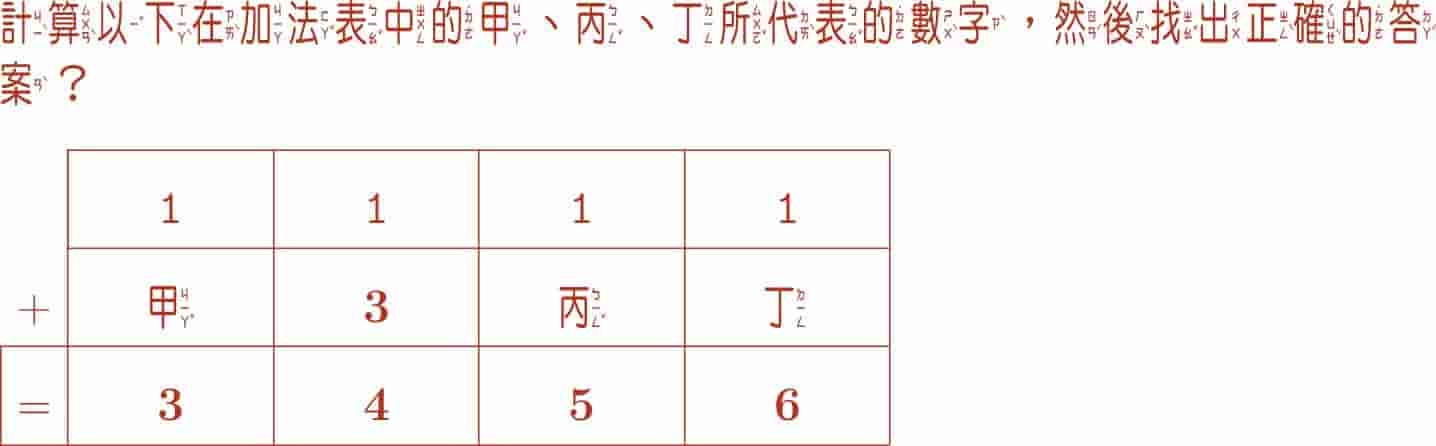 計算以下在加法表中的甲、丙、丁所代表的數字，然後找出正確的答
案？
1 1 1 1
+ 甲 3 丙 丁
= 3 4 5 6